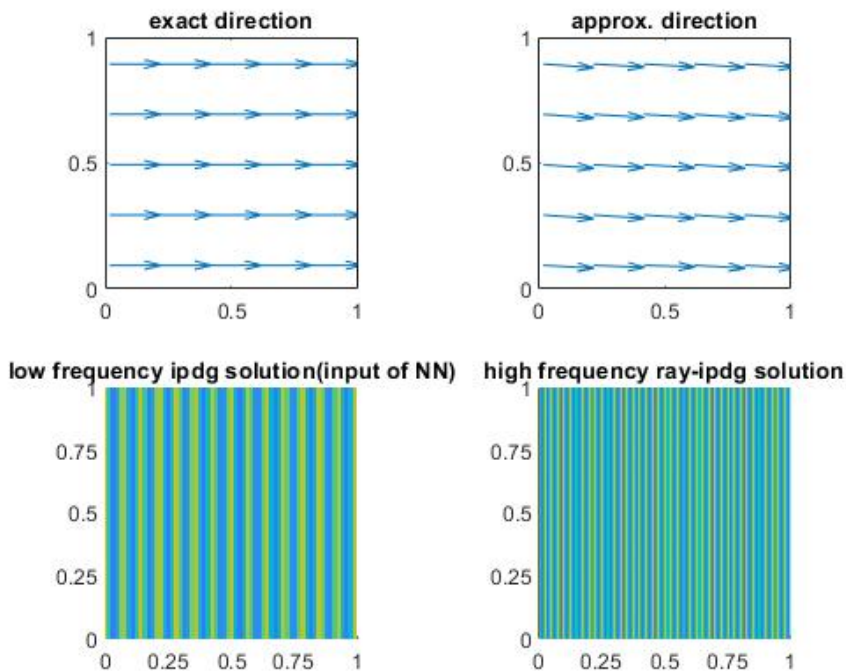 exact direction
1
0.5
0
0 0.5 1
approx. direction
1
0.5
0
0 0.5 1
low frequency ipdg solution(input of NN)
1
0.75
0.5
0.25
0
0 0.25 0.5 0.75 1
high frequency ray-ipdg solution
1
0.75
0.5
0.25
0
0 0.25 0.5 0.75 1